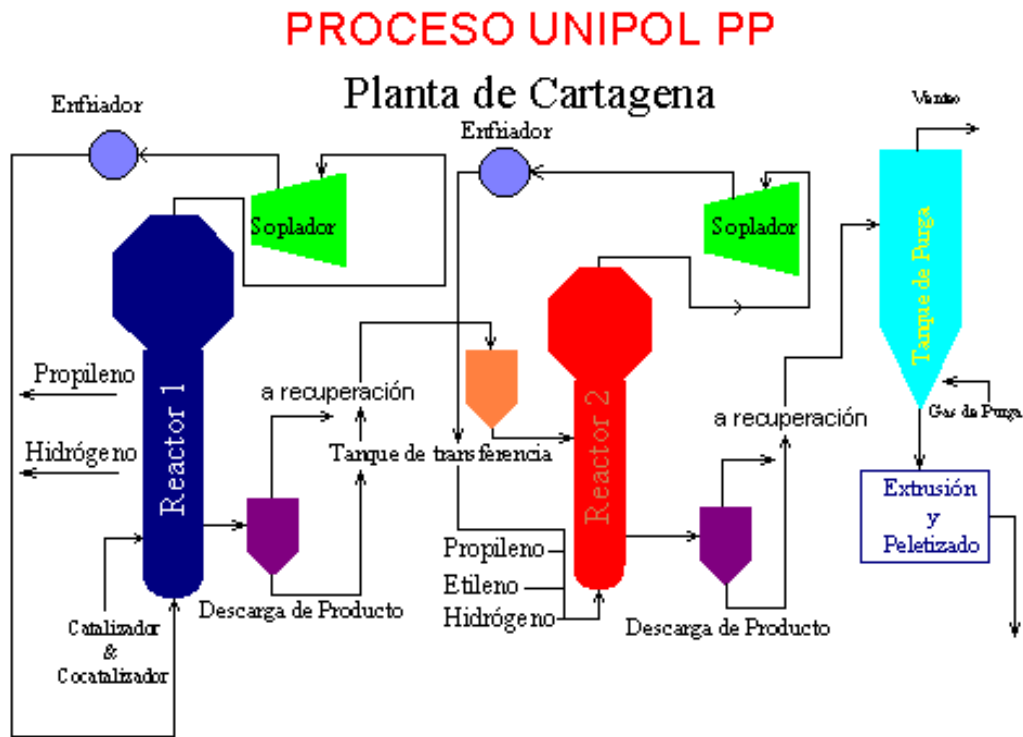 PROCESO UNIPOL PP
Planta de Cartagena
Enfriador
Enfriador
Venteo
Soplador
Soplador
Tanque de Purga
Propileno
Hidrógeno
Reactor 1
a recuperación
Tanque de transferencia
Reactor 2
a recuperación
Gas de Purga
Extrusión
y
Peletizado
Catalizador
&
Cocatalizador
Descarga de Producto
Propileno
Etileno
Hidrógeno
Descarga de Producto